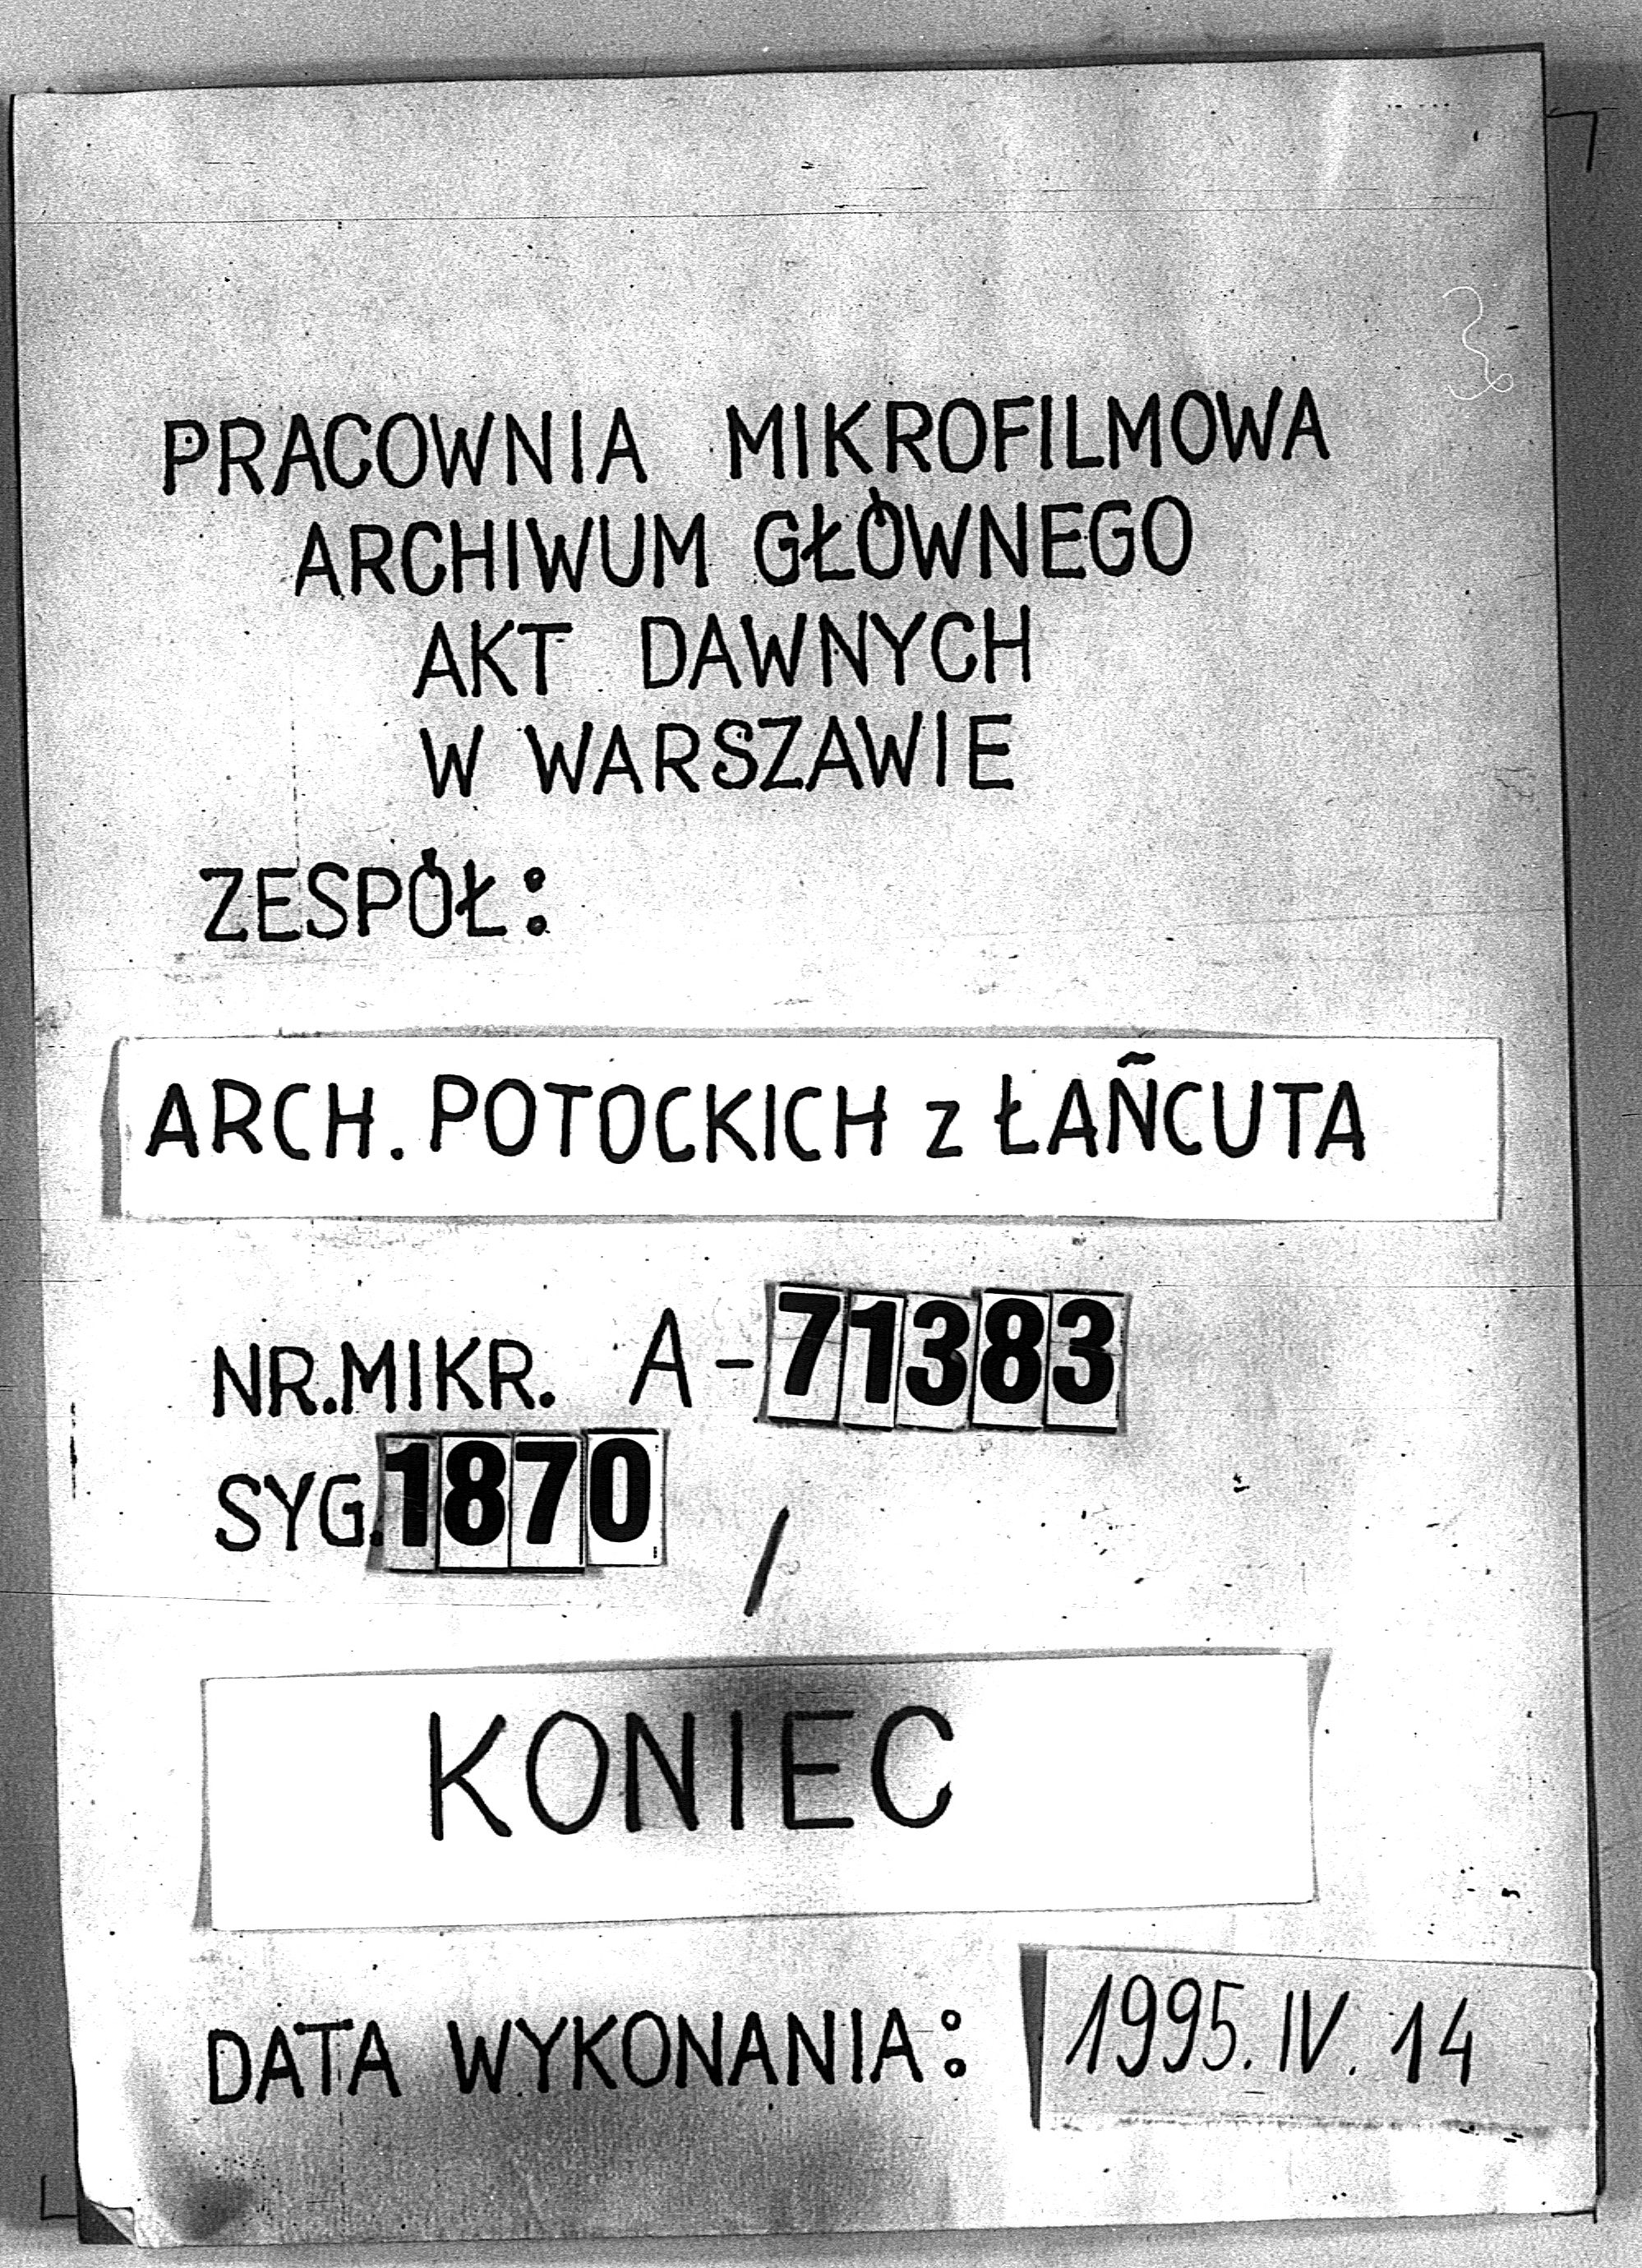 PRACOWNIA MIKROFILMOWA
ARCHIWUM GŁÓWNEGO
AKT DAWNYCH
W WARSZAWIE
ZESPÓŁ:
ARCH. POTOCKICH z ŁAŃCUTA
NR.MIKR. A-71383
SYG.1870 /
KONIEC
DATA WYKONANIA: 1995.IV.14